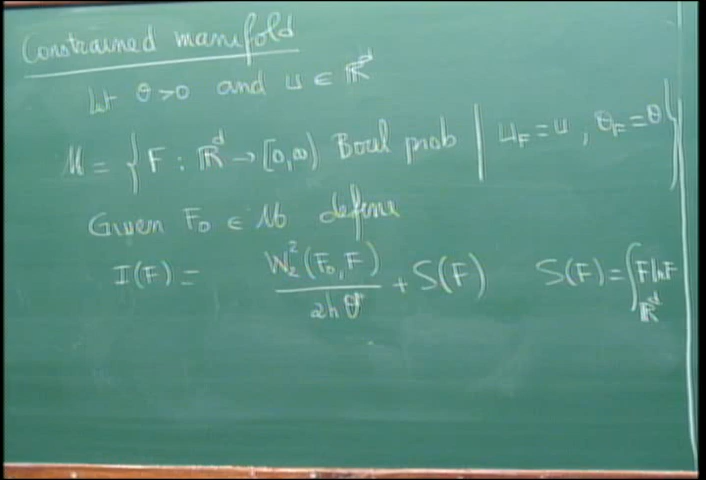 Constrained manifold
Let θ>0 and u ∈ ℝ^d
M = { F : ℝ^d → [0,∞) Borel prob | u_F = u , θ_F = θ }
Given F_0 ∈ M define
I(F) = W_2^2(F_0, F) / 2hθ + S(F)   S(F) = ∫_{ℝ^d} F ln F